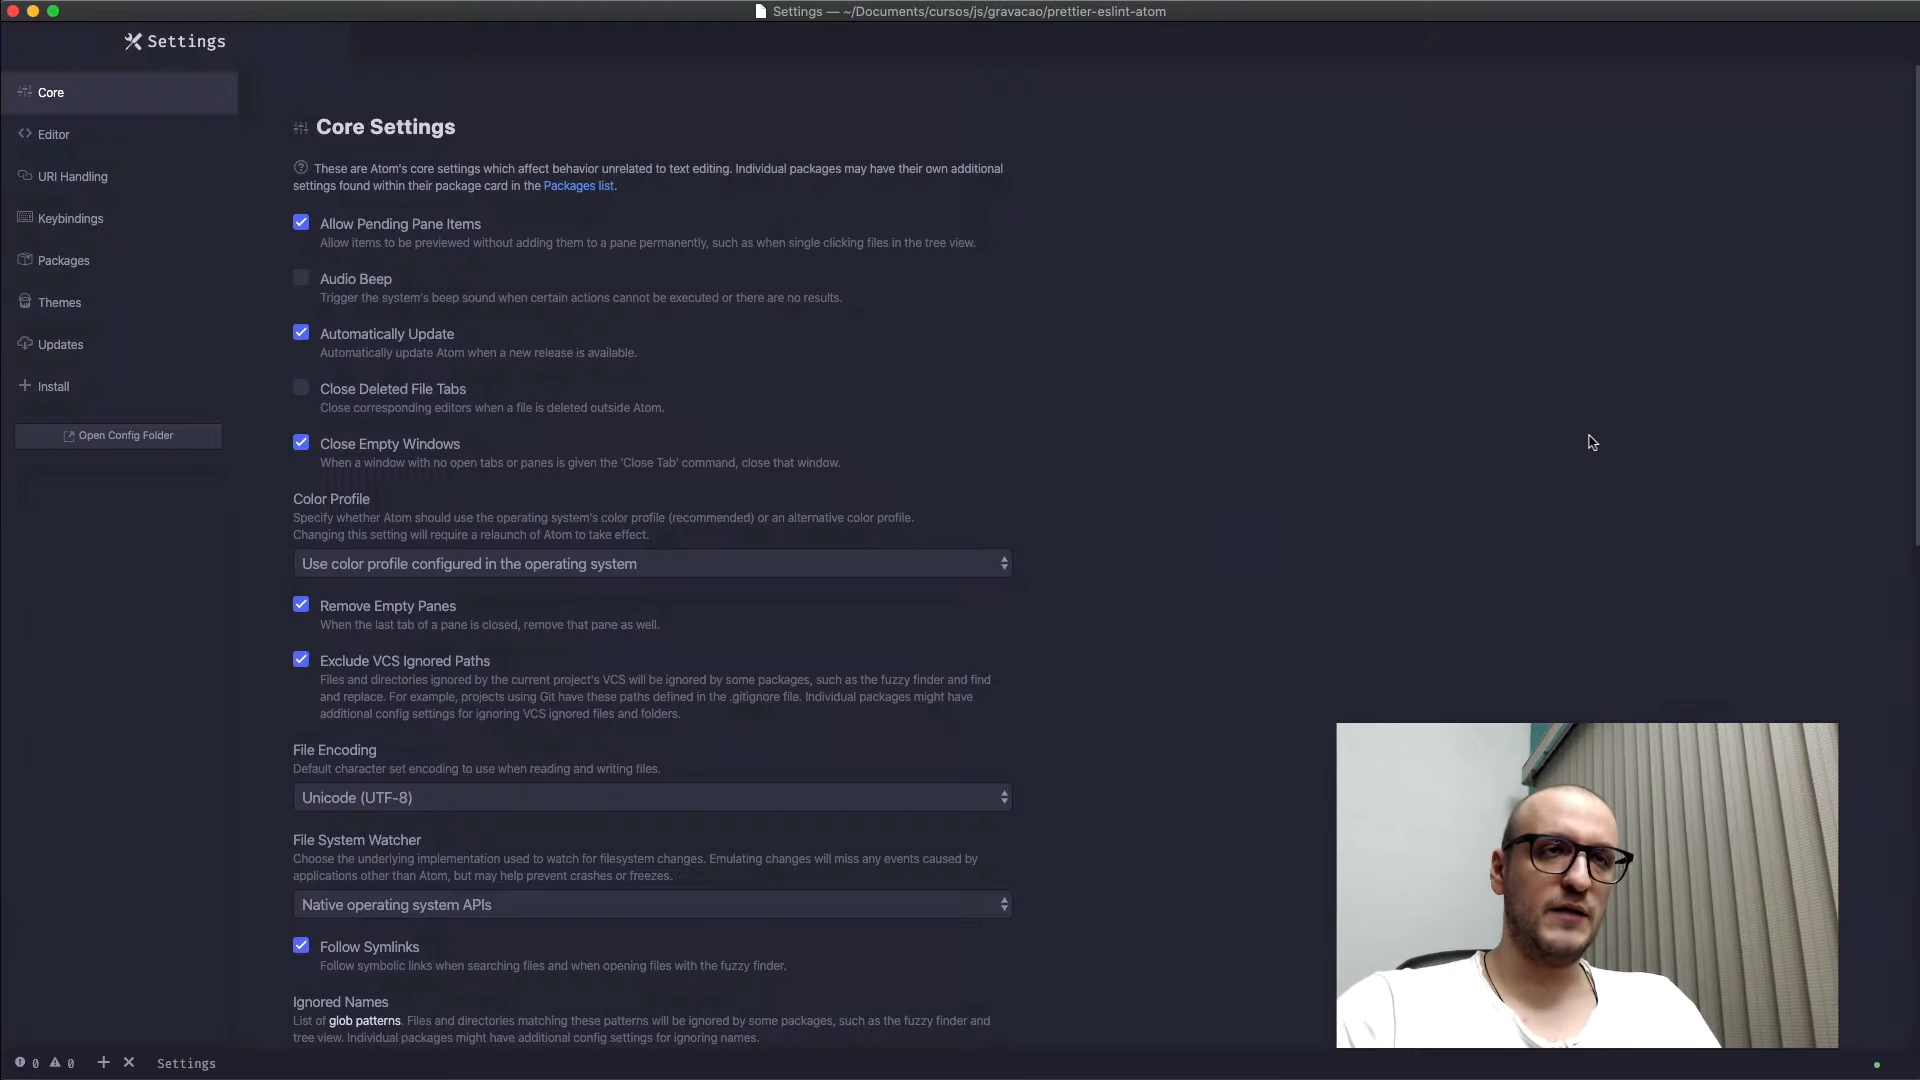 Settings — ~/Documents/cursos/js/gravacao/prettier-eslint-atom
Settings
Core
Editor
URI Handling
Keybindings
Packages
Themes
Updates
Install
Open Config Folder
Core Settings
These are Atom's core settings which affect behavior unrelated to text editing. Individual packages may have their own additional
settings found within their package card in the Packages list.
Allow Pending Pane Items
Allow items to be previewed without adding them to a pane permanently, such as when single clicking files in the tree view.
Audio Beep
Trigger the system's beep sound when certain actions cannot be executed or there are no results.
Automatically Update
Automatically update Atom when a new release is available.
Close Deleted File Tabs
Close corresponding editors when a file is deleted outside Atom.
Close Empty Windows
When a window with no open tabs or panes is given the 'Close Tab' command, close that window.
Color Profile
Specify whether Atom should use the operating system's color profile (recommended) or an alternative color profile.
Changing this setting will require a relaunch of Atom to take effect.
Use color profile configured in the operating system
Remove Empty Panes
When the last tab of a pane is closed, remove that pane as well.
Exclude VCS Ignored Paths
Files and directories ignored by the current project's VCS will be ignored by some packages, such as the fuzzy finder and find
and replace. For example, projects using Git have these paths defined in the .gitignore file. Individual packages might have
additional config settings for ignoring VCS ignored files and folders.
File Encoding
Default character set encoding to use when reading and writing files.
Unicode (UTF-8)
File System Watcher
Choose the underlying implementation used to watch for filesystem changes. Emulating changes will miss any events caused by
applications other than Atom, but may help prevent crashes or freezes.
Native operating system APIs
Follow Symlinks
Follow symbolic links when searching files and when opening files with the fuzzy finder.
Ignored Names
List of glob patterns. Files and directories matching these patterns will be ignored by some packages, such as the fuzzy finder and
tree view. Individual packages might have additional config settings for ignoring names.
0 0 Settings